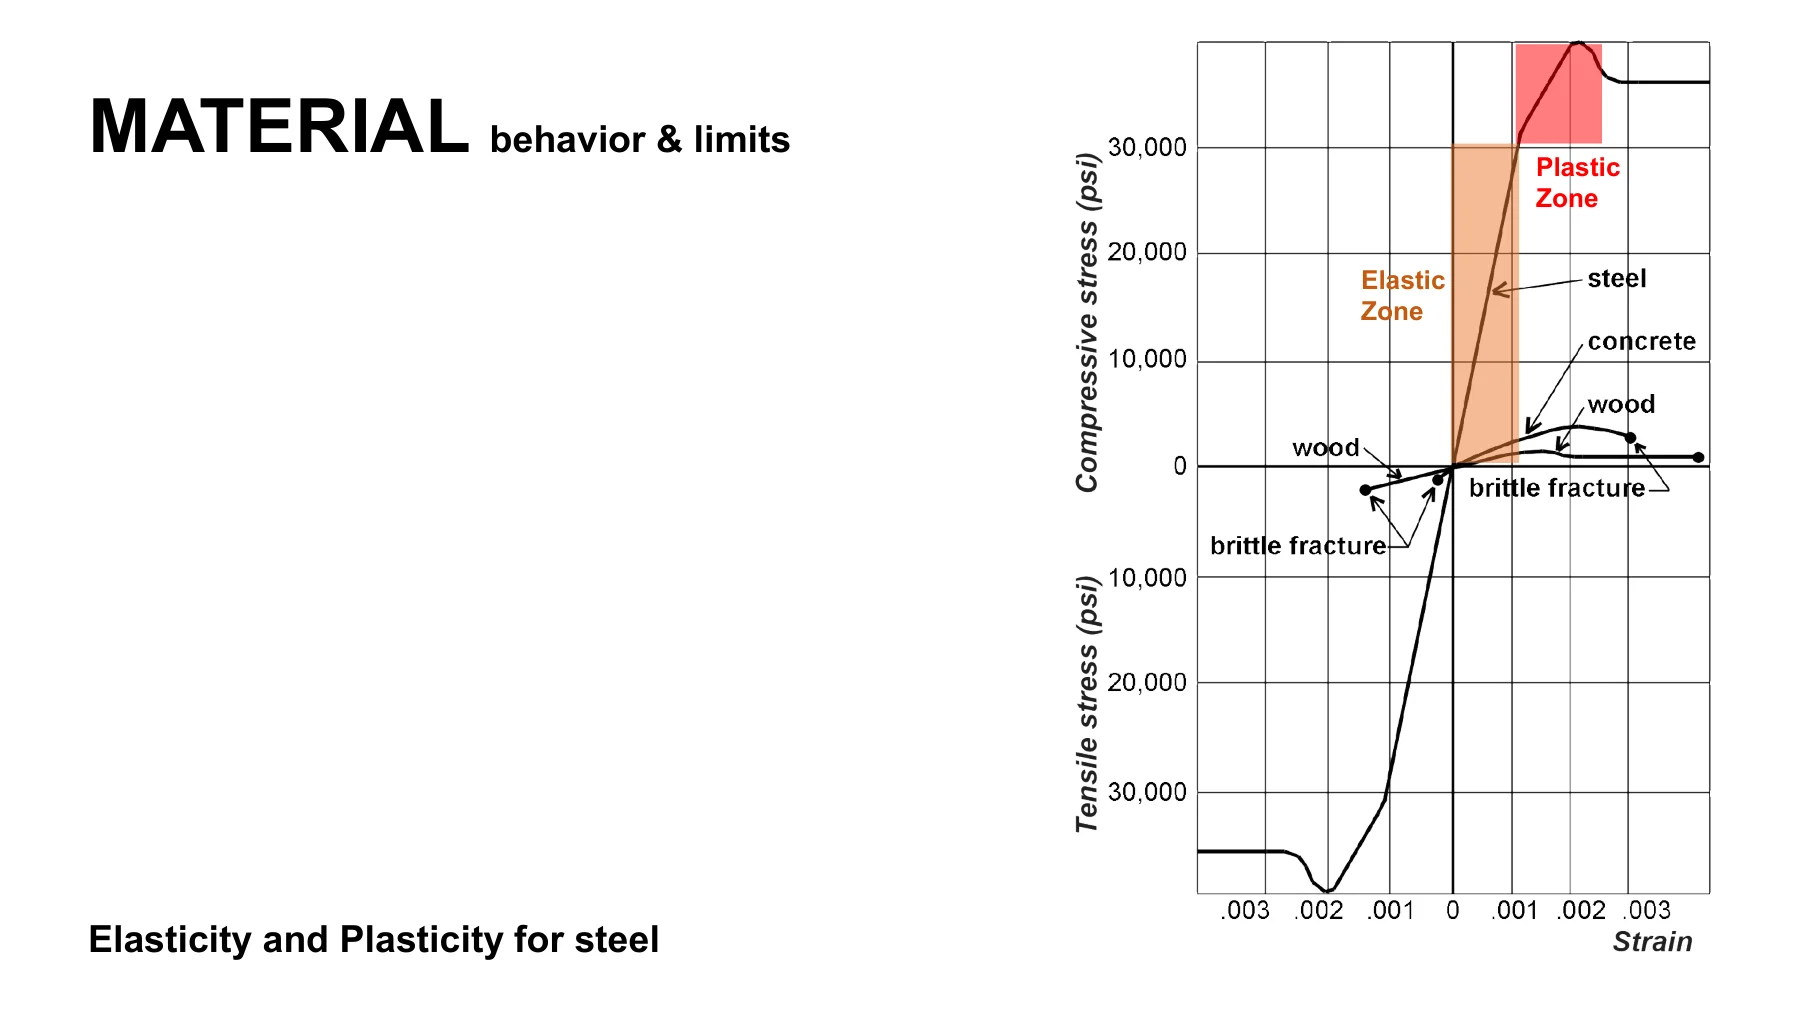 MATERIAL behavior & limits
Compressive stress (psi)
Tensile stress (psi)
30,000
20,000
10,000
0
10,000
20,000
30,000
Plastic
Zone
Elastic
Zone
steel
concrete
wood
wood
brittle fracture
brittle fracture
.003 .002 .001 0 .001 .002 .003
Strain
Elasticity and Plasticity for steel